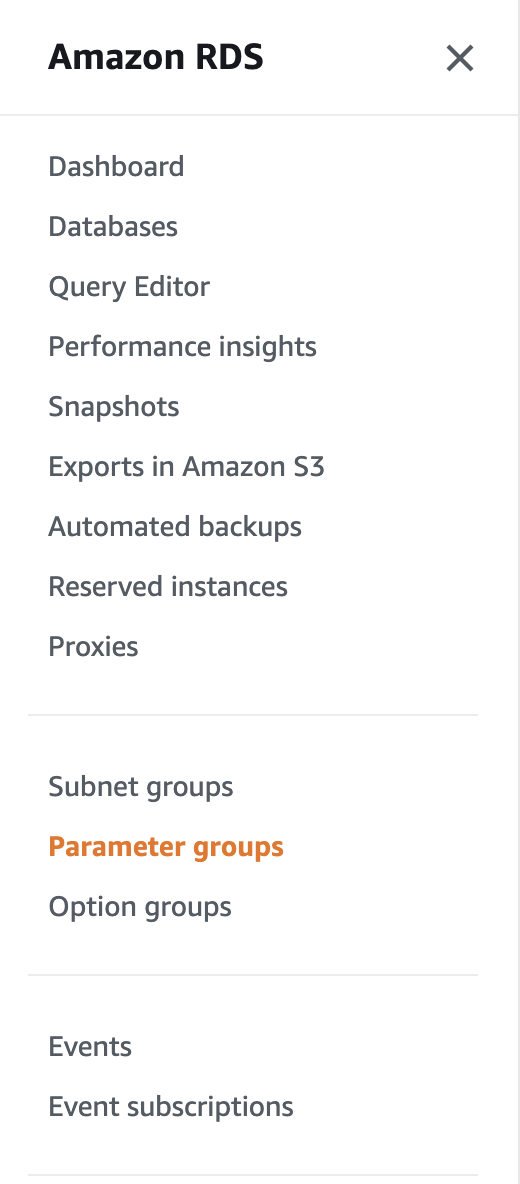 Amazon RDS
Dashboard
Databases
Query Editor
Performance insights
Snapshots
Exports in Amazon S3
Automated backups
Reserved instances
Proxies
Subnet groups
Parameter groups
Option groups
Events
Event subscriptions